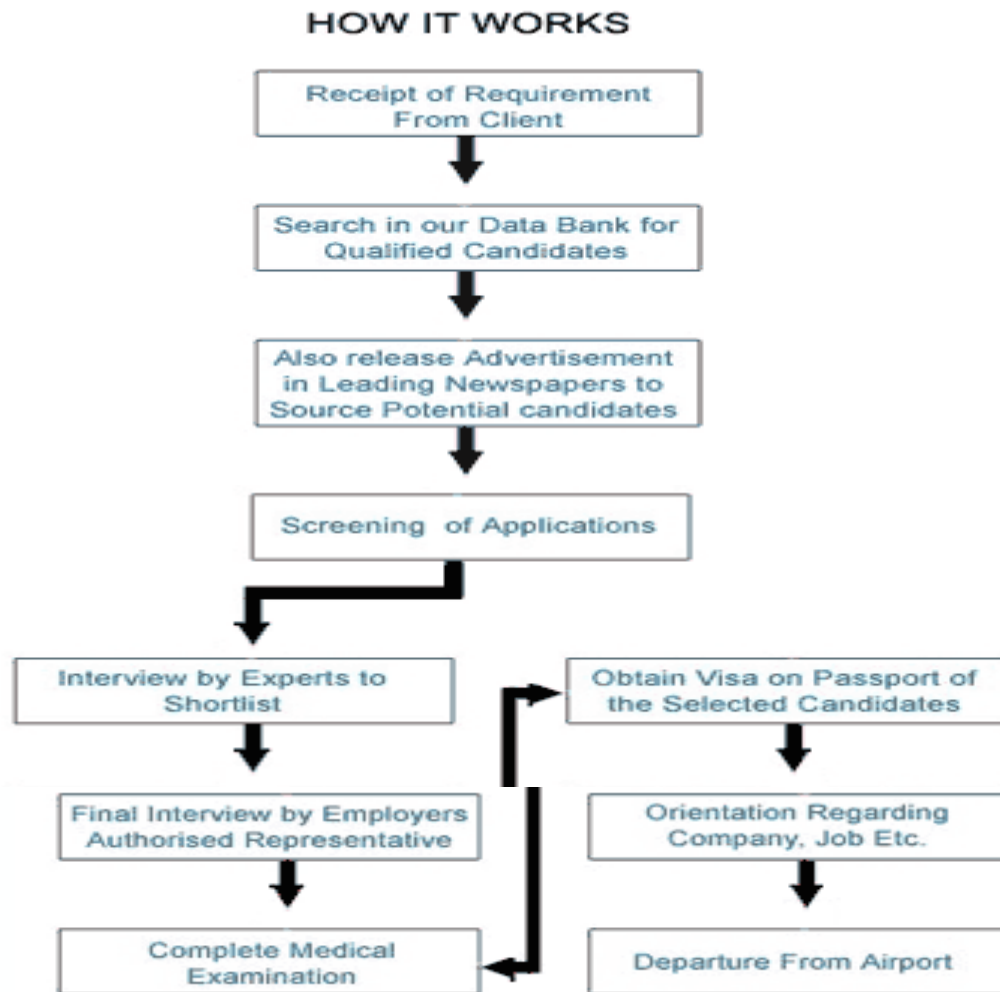 HOW IT WORKS
Receipt of Requirement
From Client
Search in our Data Bank for
Qualified Candidates
Also release Advertisement
in Leading Newspapers to
Source Potential candidates
Screening of Applications
Interview by Experts to
Shortlist
Final Interview by Employers
Authorised Representative
Complete Medical
Examination
Obtain Visa on Passport of
the Selected Candidates
Orientation Regarding
Company, Job Etc.
Departure From Airport